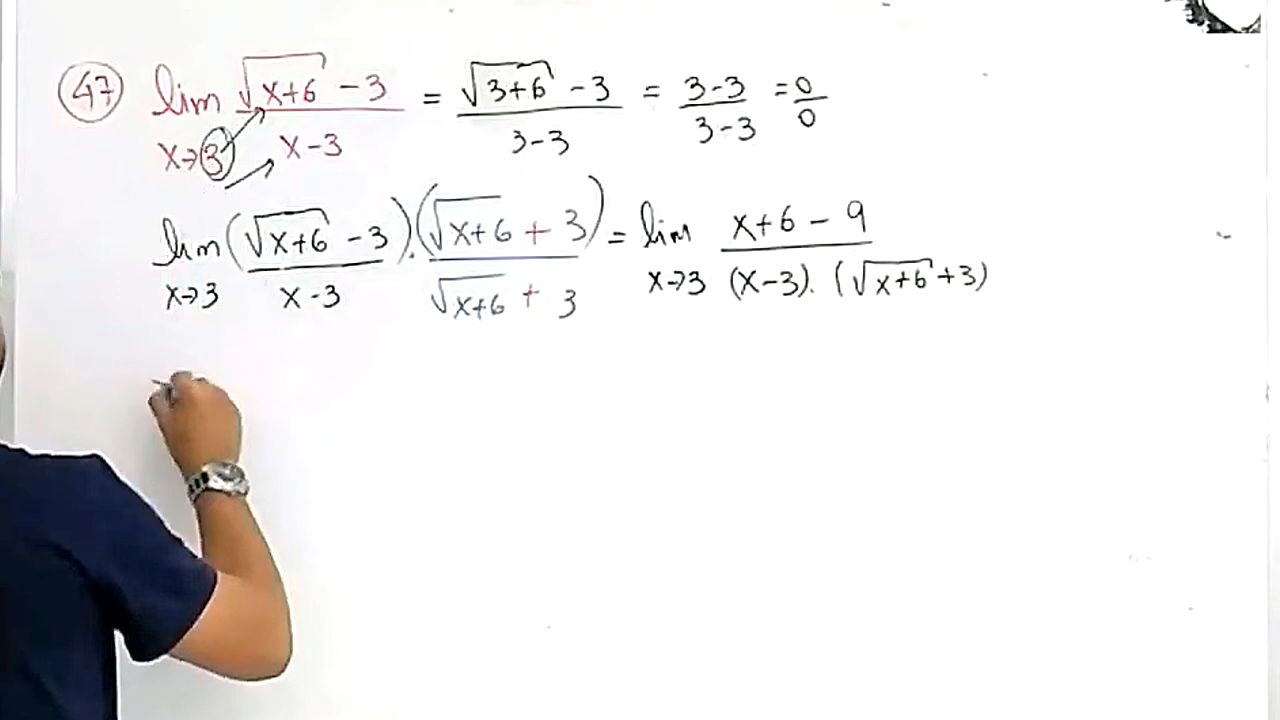 47 lim x→3 (√(x+6) - 3)/(x-3) = (√(3+6) - 3)/(3-3) = (3-3)/(3-3) = 0/0
lim x→3 (√(x+6) - 3)/(x-3) · (√(x+6) + 3)/(√(x+6) + 3) = lim x→3 (x+6-9)/((x-3). (√(x+6)+3))